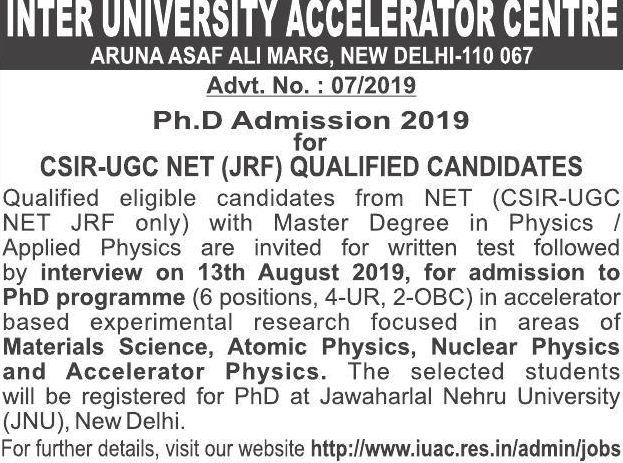 INTER UNIVERSITY ACCELERATOR CENTRE
ARUNA ASAF ALI MARG, NEW DELHI-110 067
Advt. No. : 07/2019
Ph.D Admission 2019
for
CSIR-UGC NET (JRF) QUALIFIED CANDIDATES
Qualified eligible candidates from NET (CSIR-UGC
NET JRF only) with Master Degree in Physics /
Applied Physics are invited for written test followed
by interview on 13th August 2019, for admission to
PhD programme (6 positions, 4-UR, 2-OBC) in accelerator
based experimental research focused in areas of
Materials Science, Atomic Physics, Nuclear Physics
and Accelerator Physics. The selected students
will be registered for PhD at Jawaharlal Nehru University
(JNU), New Delhi.
For further details, visit our website http://www.iuac.res.in/admin/jobs